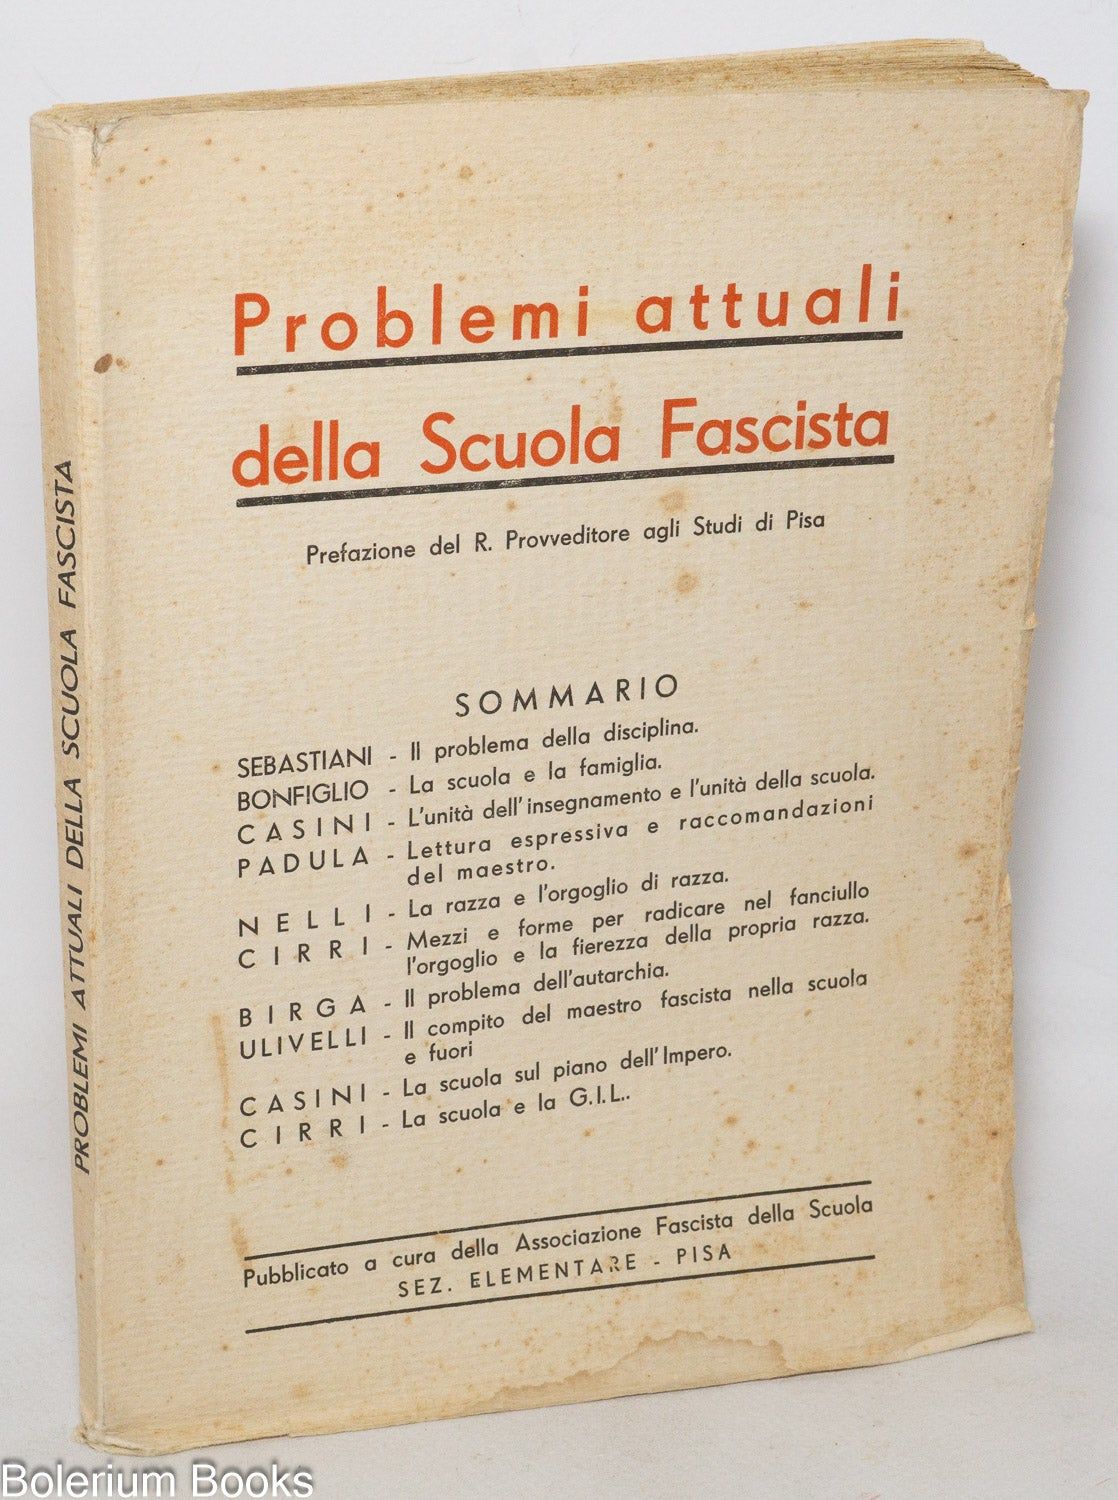 Problemi attuali
della Scuola Fascista
Prefazione del R. Provveditore agli Studi di Pisa
SOMMARIO
SEBASTIANI - Il problema della disciplina.
BONFIGLIO - La scuola e la famiglia.
CASINI - L'unità dell'insegnamento e l'unità della scuola.
PADULA - Lettura espressiva e raccomandazioni
del maestro.
NELLI - La razza e l'orgoglio di razza.
CIRRI - Mezzi e forme per radicare nel fanciullo
l'orgoglio e la fierezza della propria razza.
BIRGA - Il problema dell'autarchia.
ULIVELLI - Il compito del maestro fascista nella scuola
e fuori
CASINI - La scuola sul piano dell'Impero.
CIRRI - La scuola e la G.I.L..
Pubblicato a cura della Associazione Fascista della Scuola
SEZ. ELEMENTARE - PISA
PROBLEMI ATTUALI DELLA SCUOLA FASCISTA
Bolerium Books